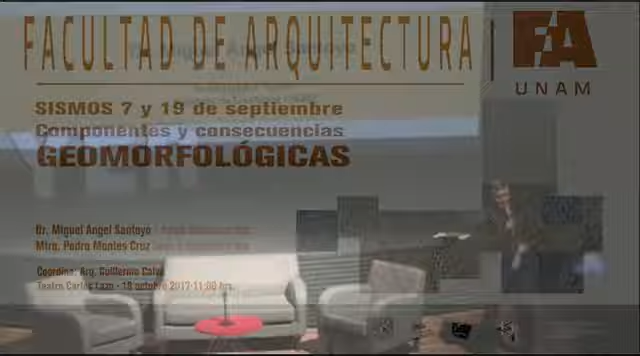 FACULTAD DE ARQUITECTURA
FA
UNAM
SISMOS 7 y 19 de septiembre
Componentes y consecuencias
GEOMORFOLÓGICAS
Dr. Miguel Angel Santoyo
Mtro. Pedro Montes Cruz
Coordina: Arq. Guillermo Calva
Teatro Carlos Lazo - 18 octubre 2017-11:00 hrs.